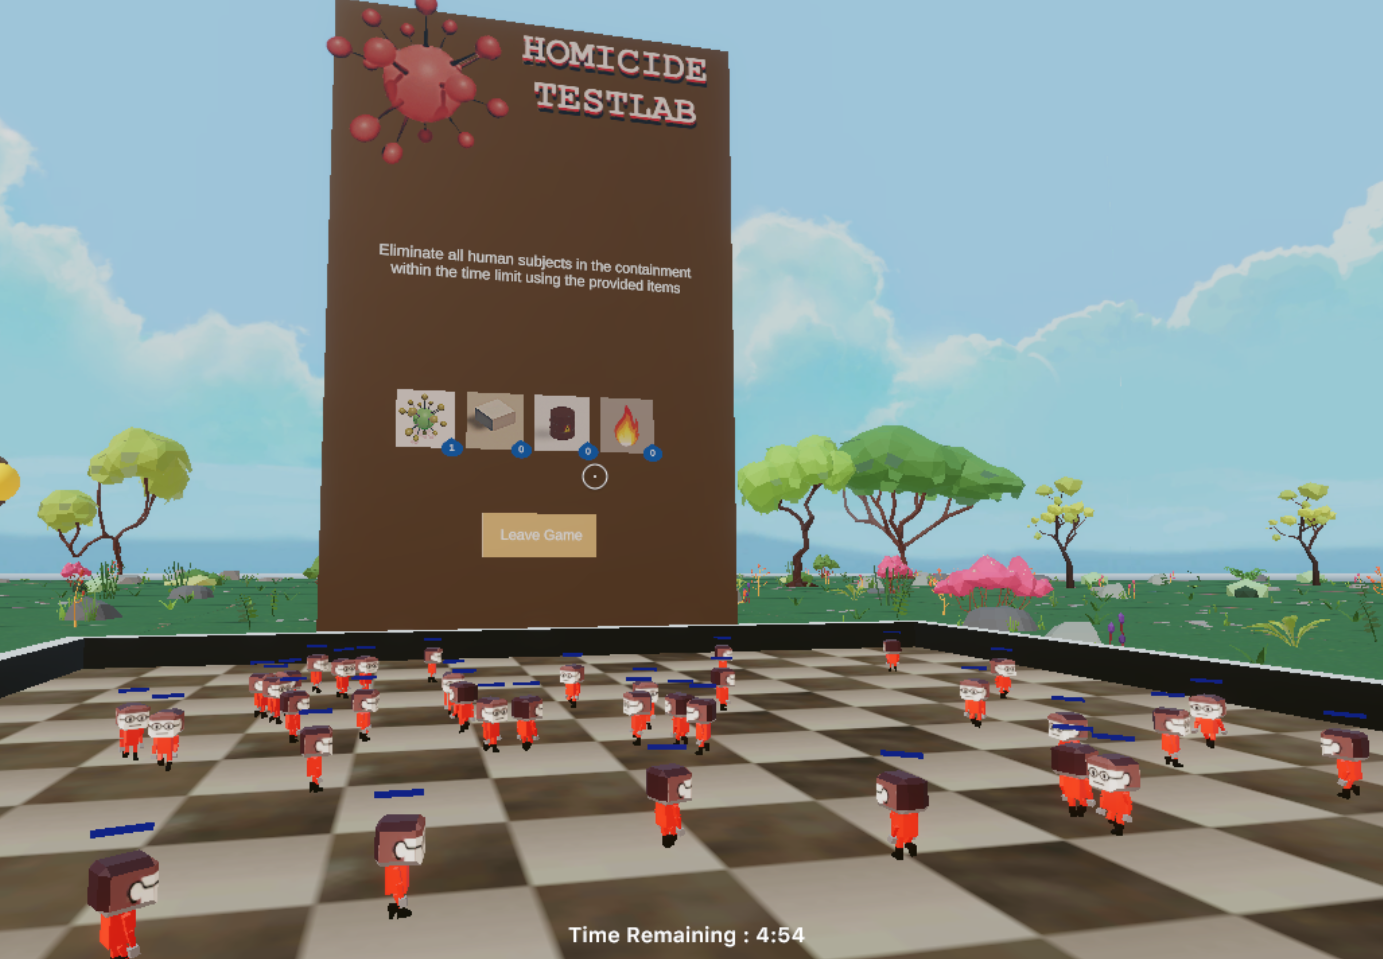 HOMICIDE
TESTLAB
Eliminate all human subjects in the containment
within the time limit using the provided items
1
0
0
0
Leave Game
Time Remaining : 4:54